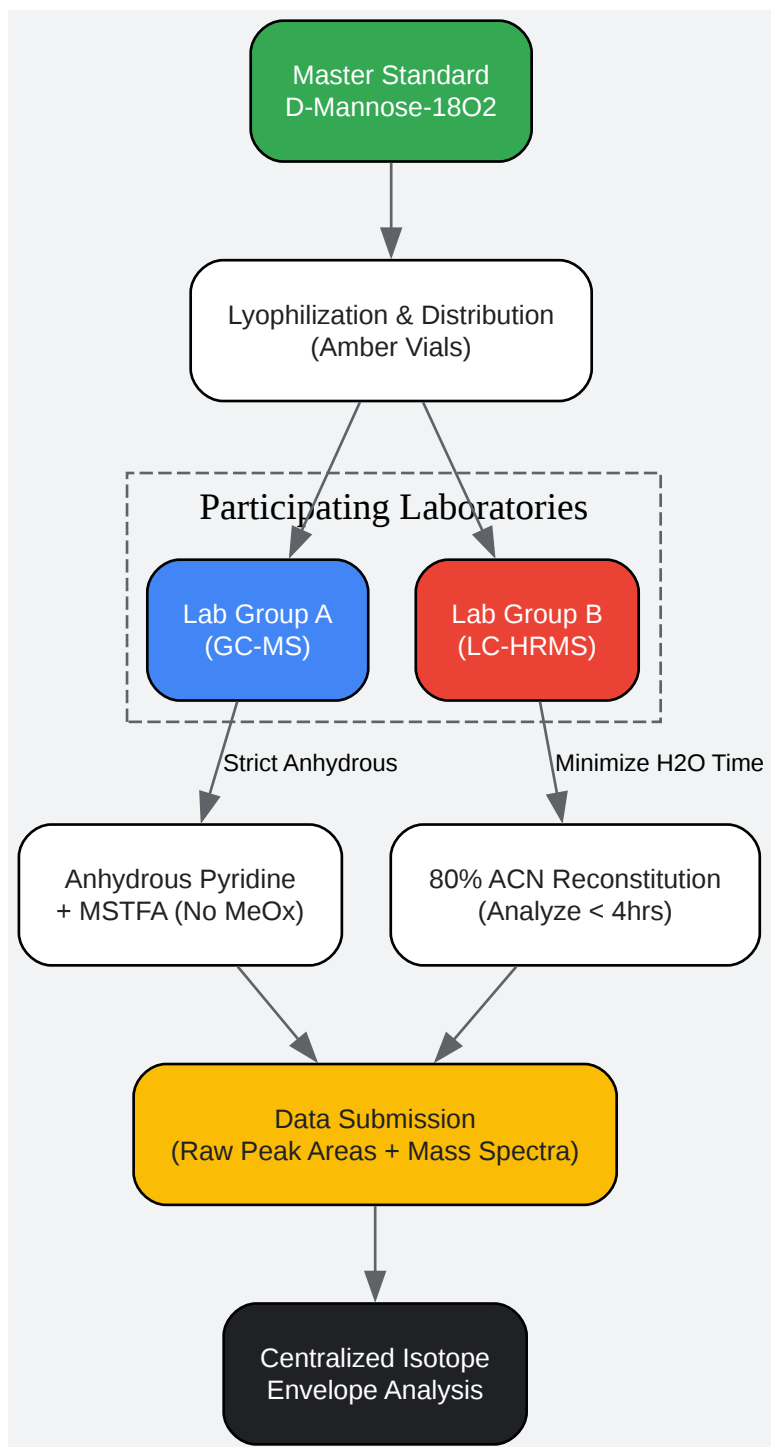 Master Standard
D-Mannose-18O2
Lyophilization & Distribution
(Amber Vials)
Participating Laboratories
Lab Group A
(GC-MS)
Lab Group B
(LC-HRMS)
Strict Anhydrous
Minimize H2O Time
Anhydrous Pyridine
+ MSTFA (No MeOx)
80% ACN Reconstitution
(Analyze < 4hrs)
Data Submission
(Raw Peak Areas + Mass Spectra)
Centralized Isotope
Envelope Analysis